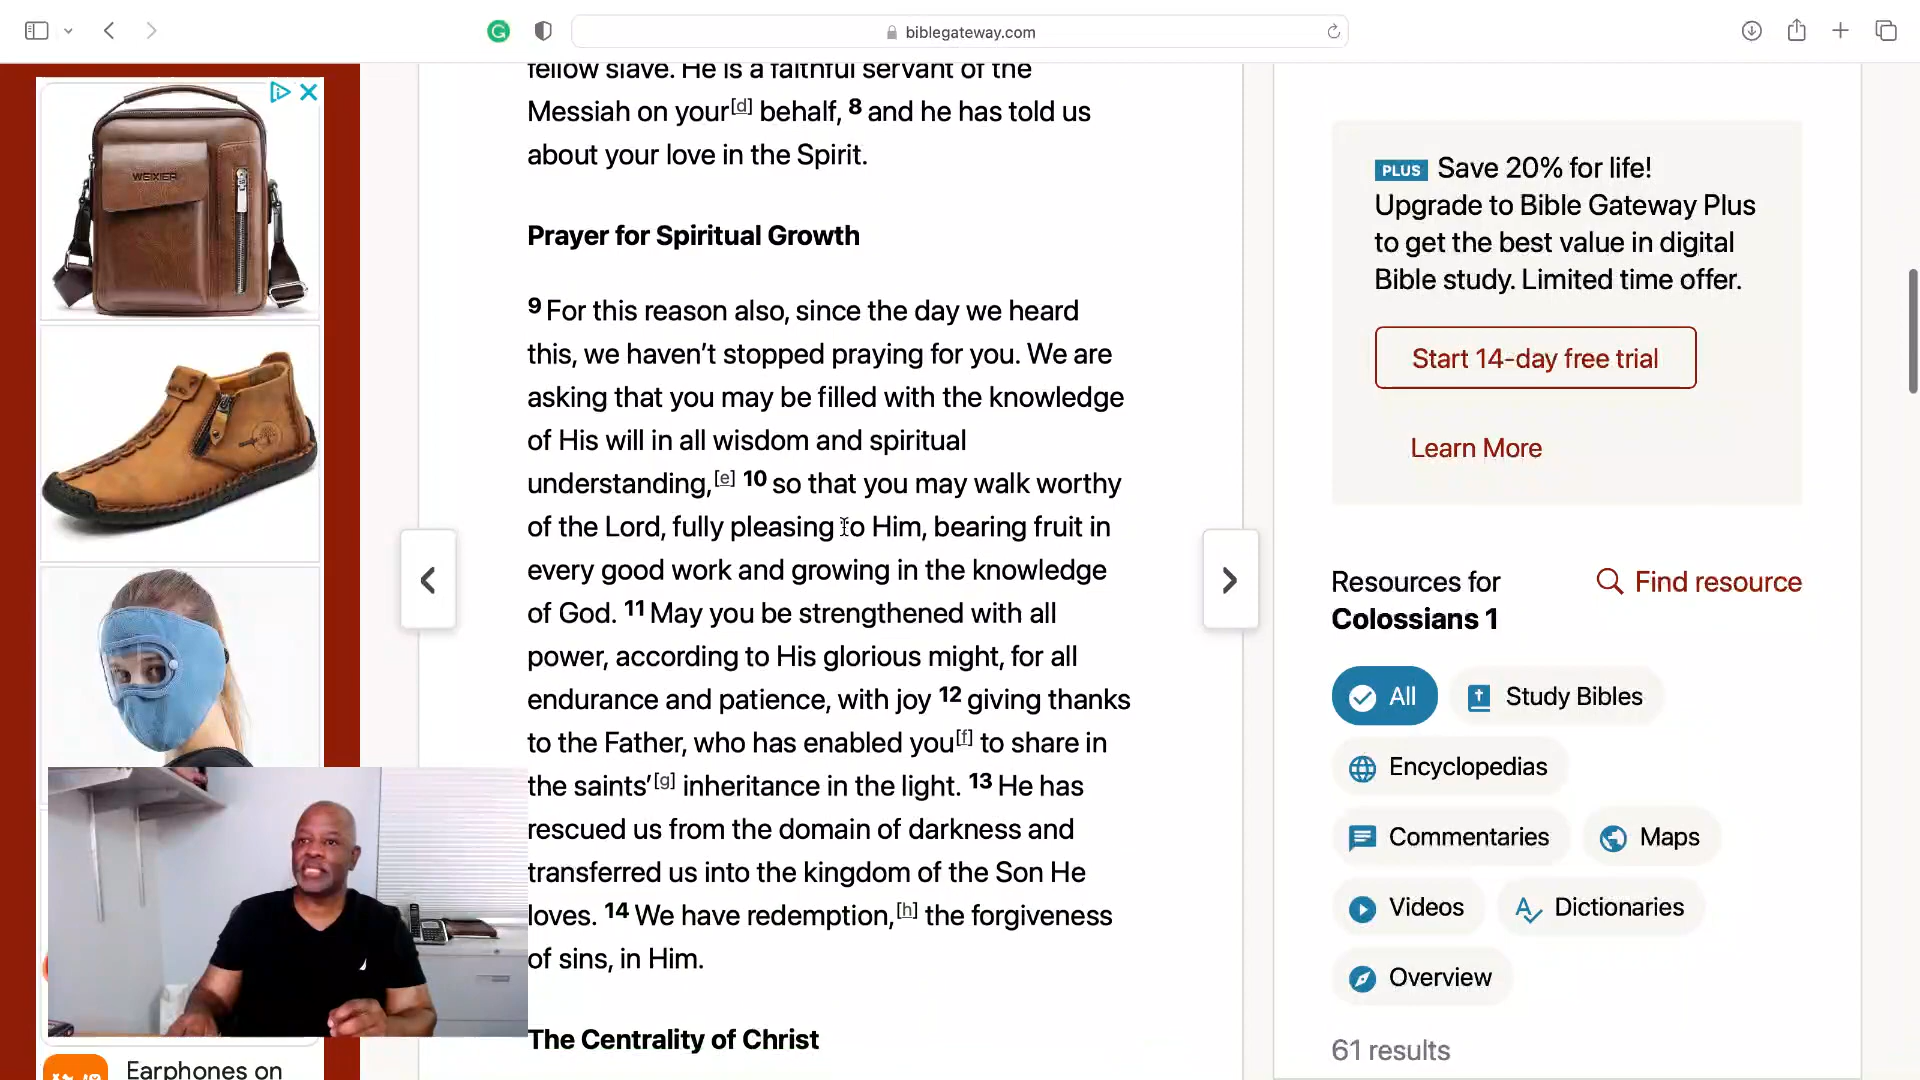 biblegateway.com
WEIXIER
Earphones on
fellow slave. He is a faithful servant of the
Messiah on your[d] behalf, 8 and he has told us
about your love in the Spirit.
Prayer for Spiritual Growth
9 For this reason also, since the day we heard
this, we haven't stopped praying for you. We are
asking that you may be filled with the knowledge
of His will in all wisdom and spiritual
understanding,[e] 10 so that you may walk worthy
of the Lord, fully pleasing to Him, bearing fruit in
every good work and growing in the knowledge
of God. 11 May you be strengthened with all
power, according to His glorious might, for all
endurance and patience, with joy 12 giving thanks
to the Father, who has enabled you[f] to share in
the saints'[g] inheritance in the light. 13 He has
rescued us from the domain of darkness and
transferred us into the kingdom of the Son He
loves. 14 We have redemption,[h] the forgiveness
of sins, in Him.
The Centrality of Christ
PLUS Save 20% for life!
Upgrade to Bible Gateway Plus
to get the best value in digital
Bible study. Limited time offer.
Start 14-day free trial
Learn More
Resources for
Colossians 1
Find resource
All
Study Bibles
Encyclopedias
Commentaries
Maps
Videos
Dictionaries
Overview
61 results